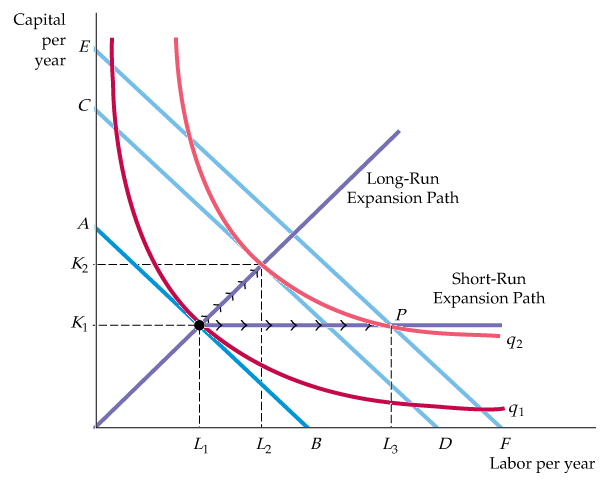 Capital
per
year
E
C
A
K2
K1
Long-Run
Expansion Path
Short-Run
Expansion Path
P
q2
q1
L1
L2
B
L3
D
F
Labor per year